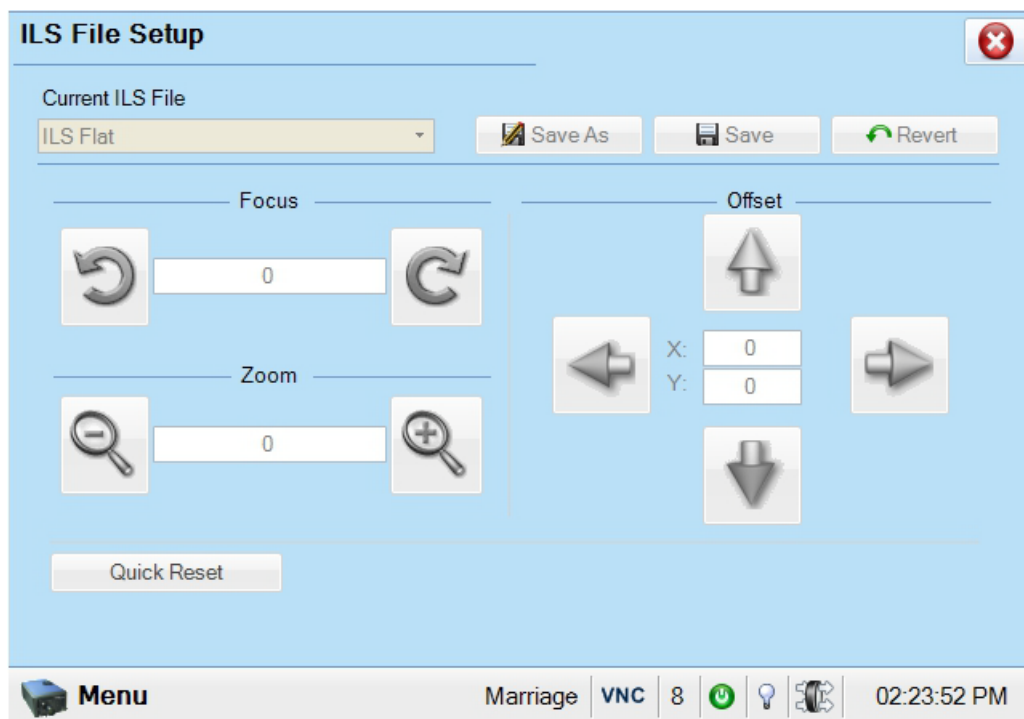 ILS File Setup
Current ILS File
ILS Flat
Save As
Save
Revert
Focus
0
Zoom
0
Offset
X: 0
Y: 0
Quick Reset
Menu
Marriage VNC 8 02:23:52 PM